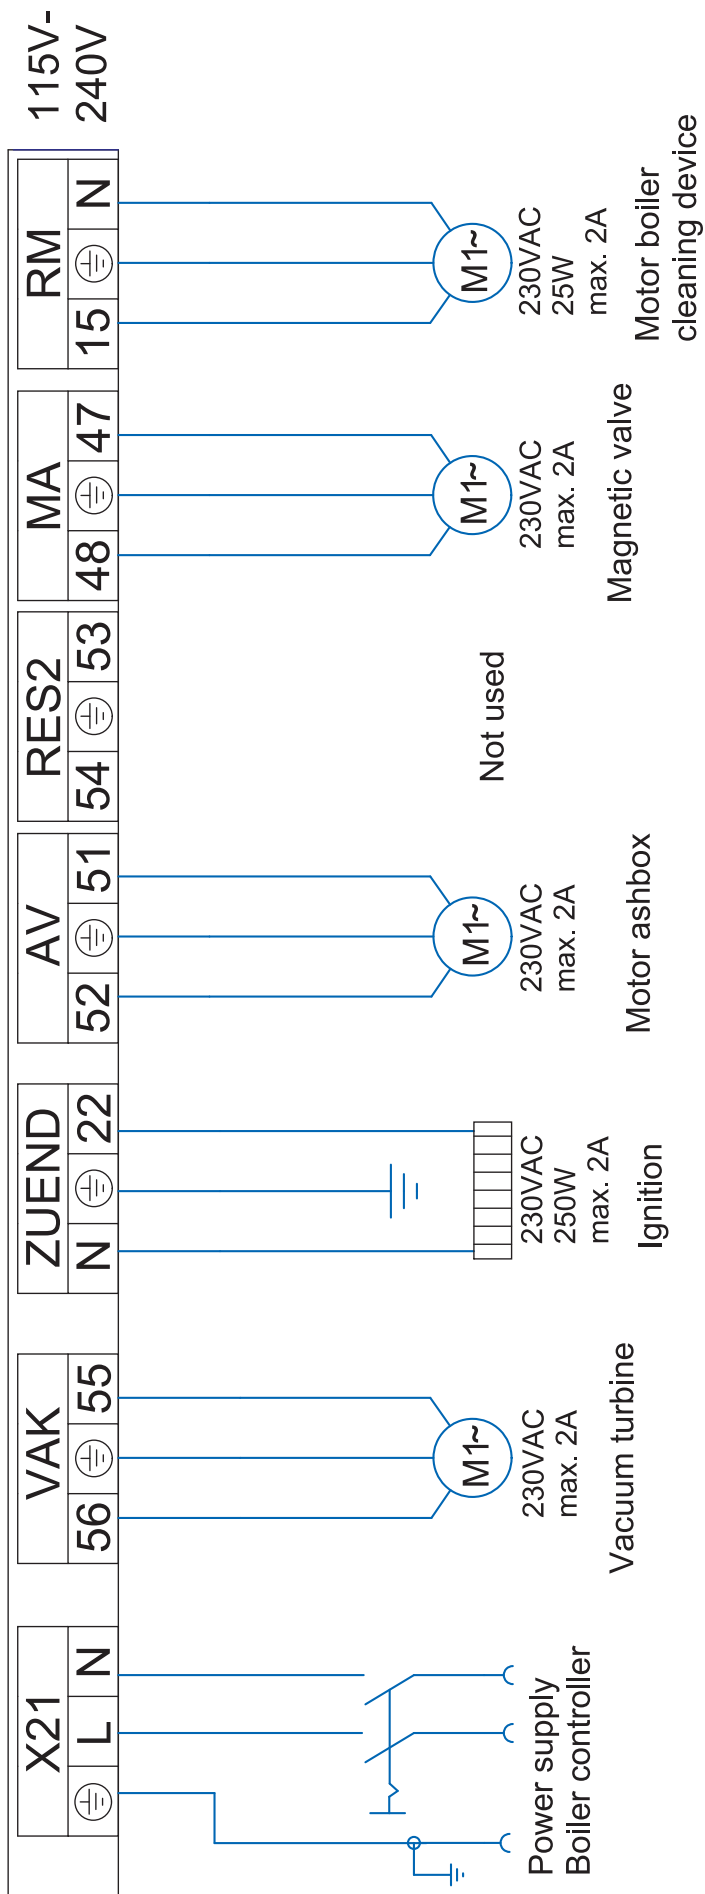 X21
L
N
Power supply
Boiler controller
VAK
56
55
M1~
230VAC
max. 2A
Vacuum turbine
ZUEND
N
22
230VAC
250W
max. 2A
Ignition
AV
52
51
M1~
230VAC
max. 2A
Motor ashbox
RES2
54
53
Not used
MA
48
47
M1~
230VAC
max. 2A
Magnetic valve
RM
15
N
M1~
230VAC
25W
max. 2A
Motor boiler
cleaning device
115V-
240V